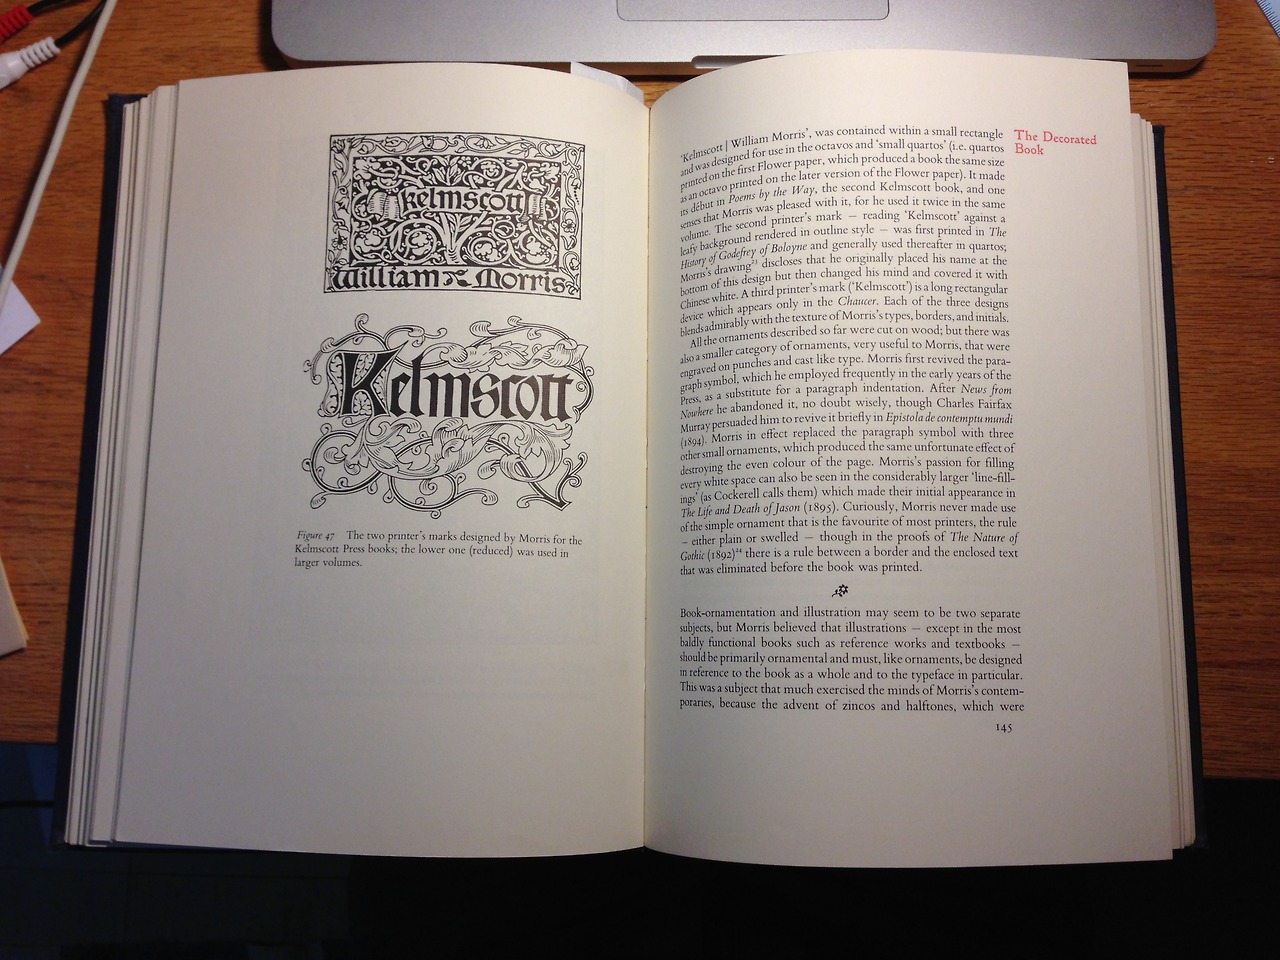 Kelmscott
William Morris
Kelmscott
Figure 47 The two printer's marks designed by Morris for the
Kelmscott Press books; the lower one (reduced) was used in
larger volumes.
The Decorated
Book
'Kelmscott | William Morris', was contained within a small rectangle
and was designed for use in the octavos and 'small quartos' (i.e. quartos
printed on the first Flower paper, which produced a book the same size
as an octavo printed on the later version of the Flower paper). It made
its début in Poems by the Way, the second Kelmscott book, and one
senses that Morris was pleased with it, for he used it twice in the same
volume. The second printer's mark — reading 'Kelmscott' against a
leafy background rendered in outline style — was first printed in The
History of Godefrey of Boloyne and generally used thereafter in quartos;
Morris's drawing²³ discloses that he originally placed his name at the
bottom of this design but then changed his mind and covered it with
Chinese white. A third printer's mark ('Kelmscott') is a long rectangular
device which appears only in the Chaucer. Each of the three designs
blends admirably with the texture of Morris's types, borders, and initials.
All the ornaments described so far were cut on wood; but there was
also a smaller category of ornaments, very useful to Morris, that were
engraved on punches and cast like type. Morris first revived the para-
graph symbol, which he employed frequently in the early years of the
Press, as a substitute for a paragraph indentation. After News from
Nowhere he abandoned it, no doubt wisely, though Charles Fairfax
Murray persuaded him to revive it briefly in Epistola de contemptu mundi
(1894). Morris in effect replaced the paragraph symbol with three
other small ornaments, which produced the same unfortunate effect of
destroying the even colour of the page. Morris's passion for filling
every white space can also be seen in the considerably larger 'line-fill-
ings' (as Cockerell calls them) which made their initial appearance in
The Life and Death of Jason (1895). Curiously, Morris never made use
of the simple ornament that is the favourite of most printers, the rule
— either plain or swelled — though in the proofs of The Nature of
Gothic (1892)²⁴ there is a rule between a border and the enclosed text
that was eliminated before the book was printed.
Book-ornamentation and illustration may seem to be two separate
subjects, but Morris believed that illustrations — except in the most
baldly functional books such as reference works and textbooks —
should be primarily ornamental and must, like ornaments, be designed
in reference to the book as a whole and to the typeface in particular.
This was a subject that much exercised the minds of Morris's contem-
poraries, because the advent of zincos and halftones, which were
145